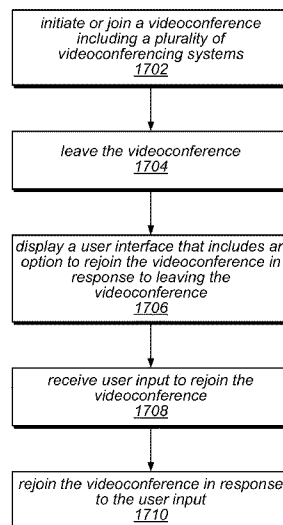 initiate or join a videoconference
including a plurality of
videoconferencing systems
1702
leave the videoconference
1704
display a user interface that includes an
option to rejoin the videoconference in
response to leaving the
videoconference
1706
receive user input to rejoin the
videoconference
1708
rejoin the videoconference in response
to the user input
1710